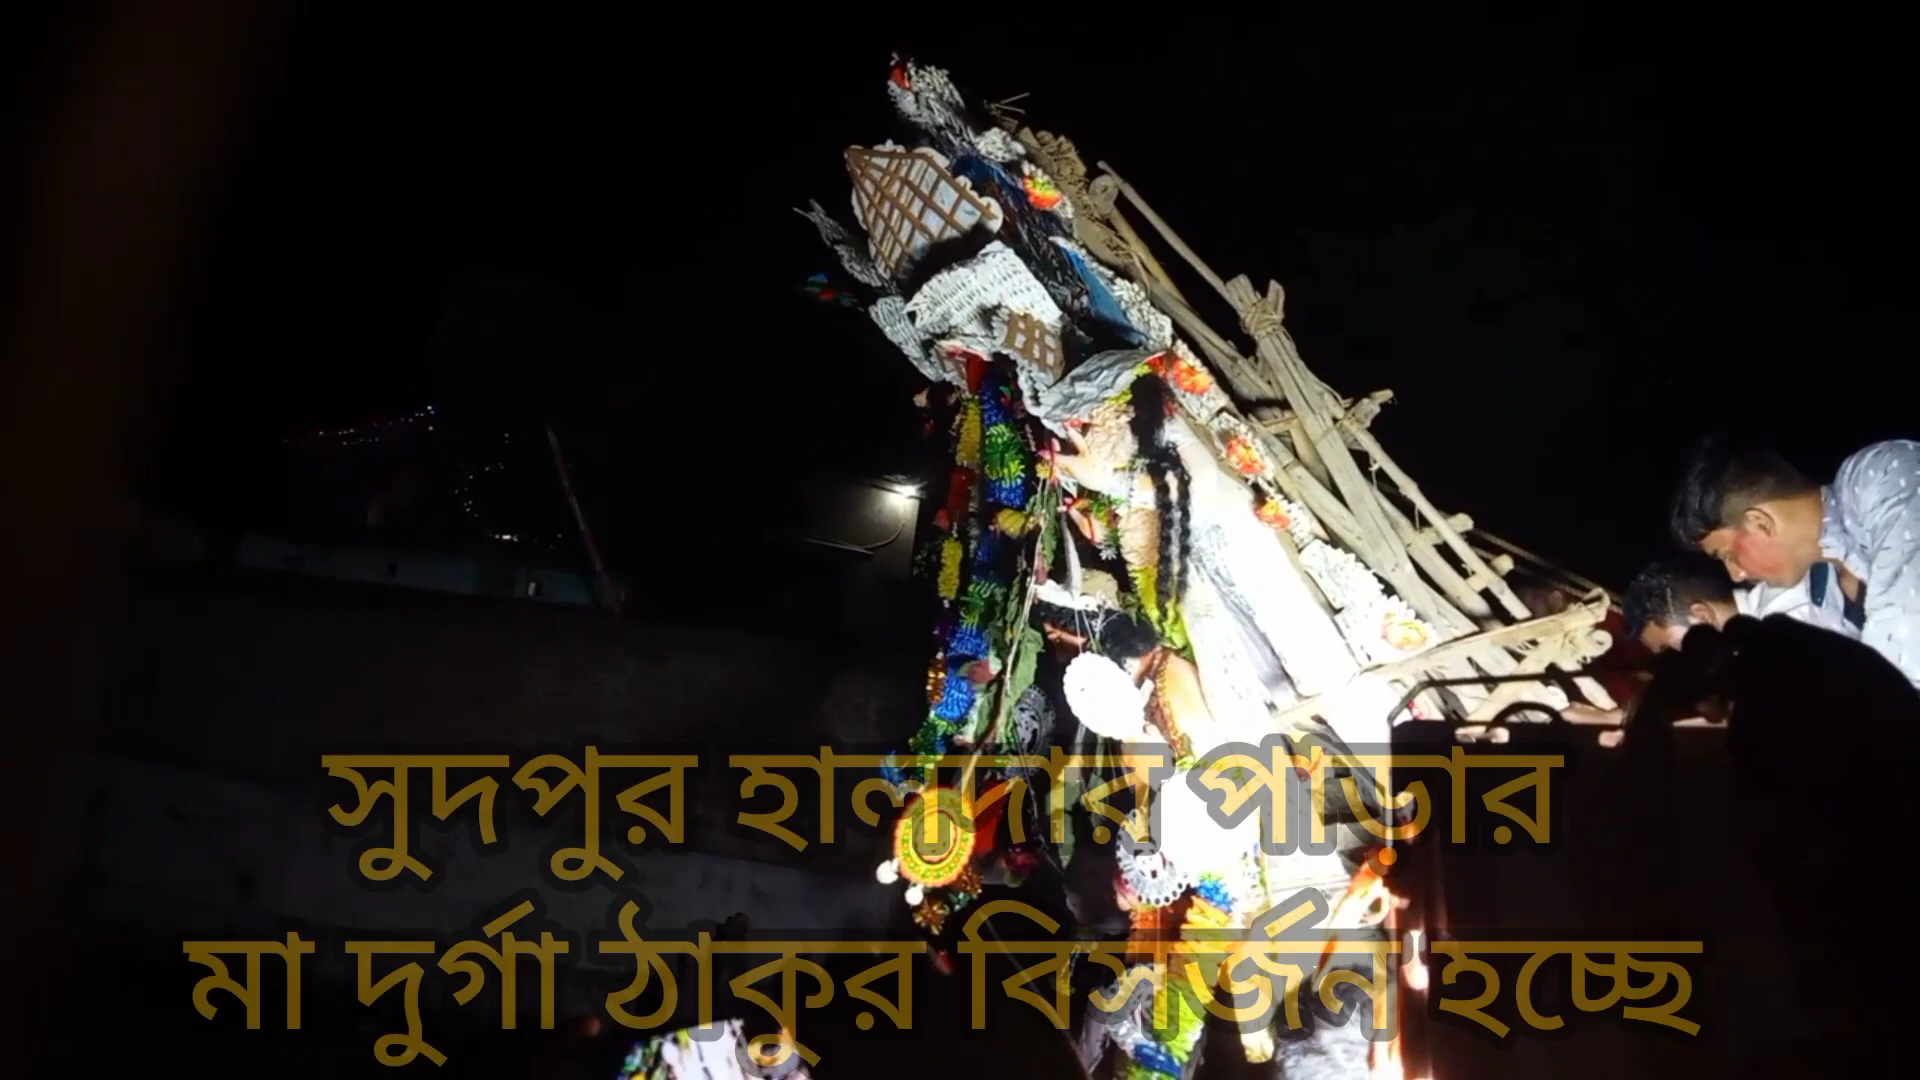 সুদপুর হালদার পাড়ার
মা দুর্গা ঠাকুর বিসর্জন হচ্ছে